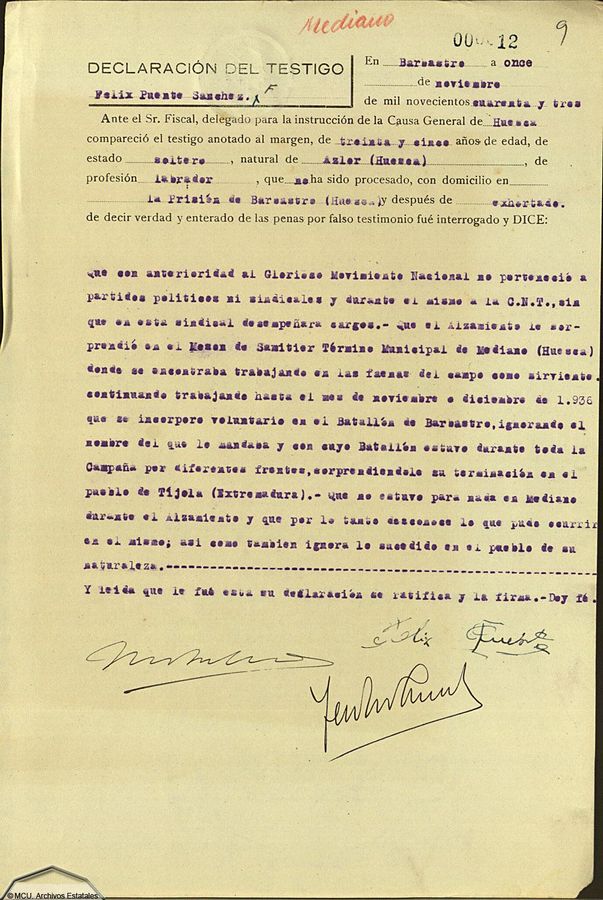 Mediano
12
9
DECLARACIÓN DEL TESTIGO
Felix Puente Sanchez. F
En Barbastro a once
de noviembre
de mil novecientos cuarenta y tres
Ante el Sr. Fiscal, delegado para la instrucción de la Causa General de Huesca
compareció el testigo anotado al margen, de treinta y cinco años de edad, de
estado soltero, natural de Azlor (Huesca), de
profesión labrador, que no ha sido procesado, con domicilio en
la Prisión de Barbastro (Huesca) y después de exhortado.
de decir verdad y enterado de las penas por falso testimonio fué interrogado y DICE:
que con anterioridad al Glorioso Movimiento Nacional no perteneció a
partidos politicos ni sindicales y durante el mismo a la C.N.T., sin
que en esta sindical desempeñara cargos.- Que el Alzamiento le sor-
prendió en el Meson de Samitier Término Municipal de Mediano (Huesca)
donde se encontraba trabajando en las faenas del campo como sirviente.
continuando trabajando hasta el mes de noviembre o diciembre de 1.936
que se incorporo voluntario en el Batallón de Barbastro, ignorando el
nombre del que lo mandaba y con cuyo Batallón estuvo durante toda la
Campaña por diferentes frentes, sorprendiendole su terminación en el
pueblo de Tijola (Extremadura).- Que no estuvo para nada en Mediano
durante el Alzamiento y que por lo tanto desconoce lo que pudo ocurrir
en el mismo; asi como tambien ignora lo sucedido en el pueblo de su
naturaleza.-
Y leida que le fué esta su declaración se ratifica y la firma.- Doy fé.
Felix Puente
© MCU. Archivos Estatales